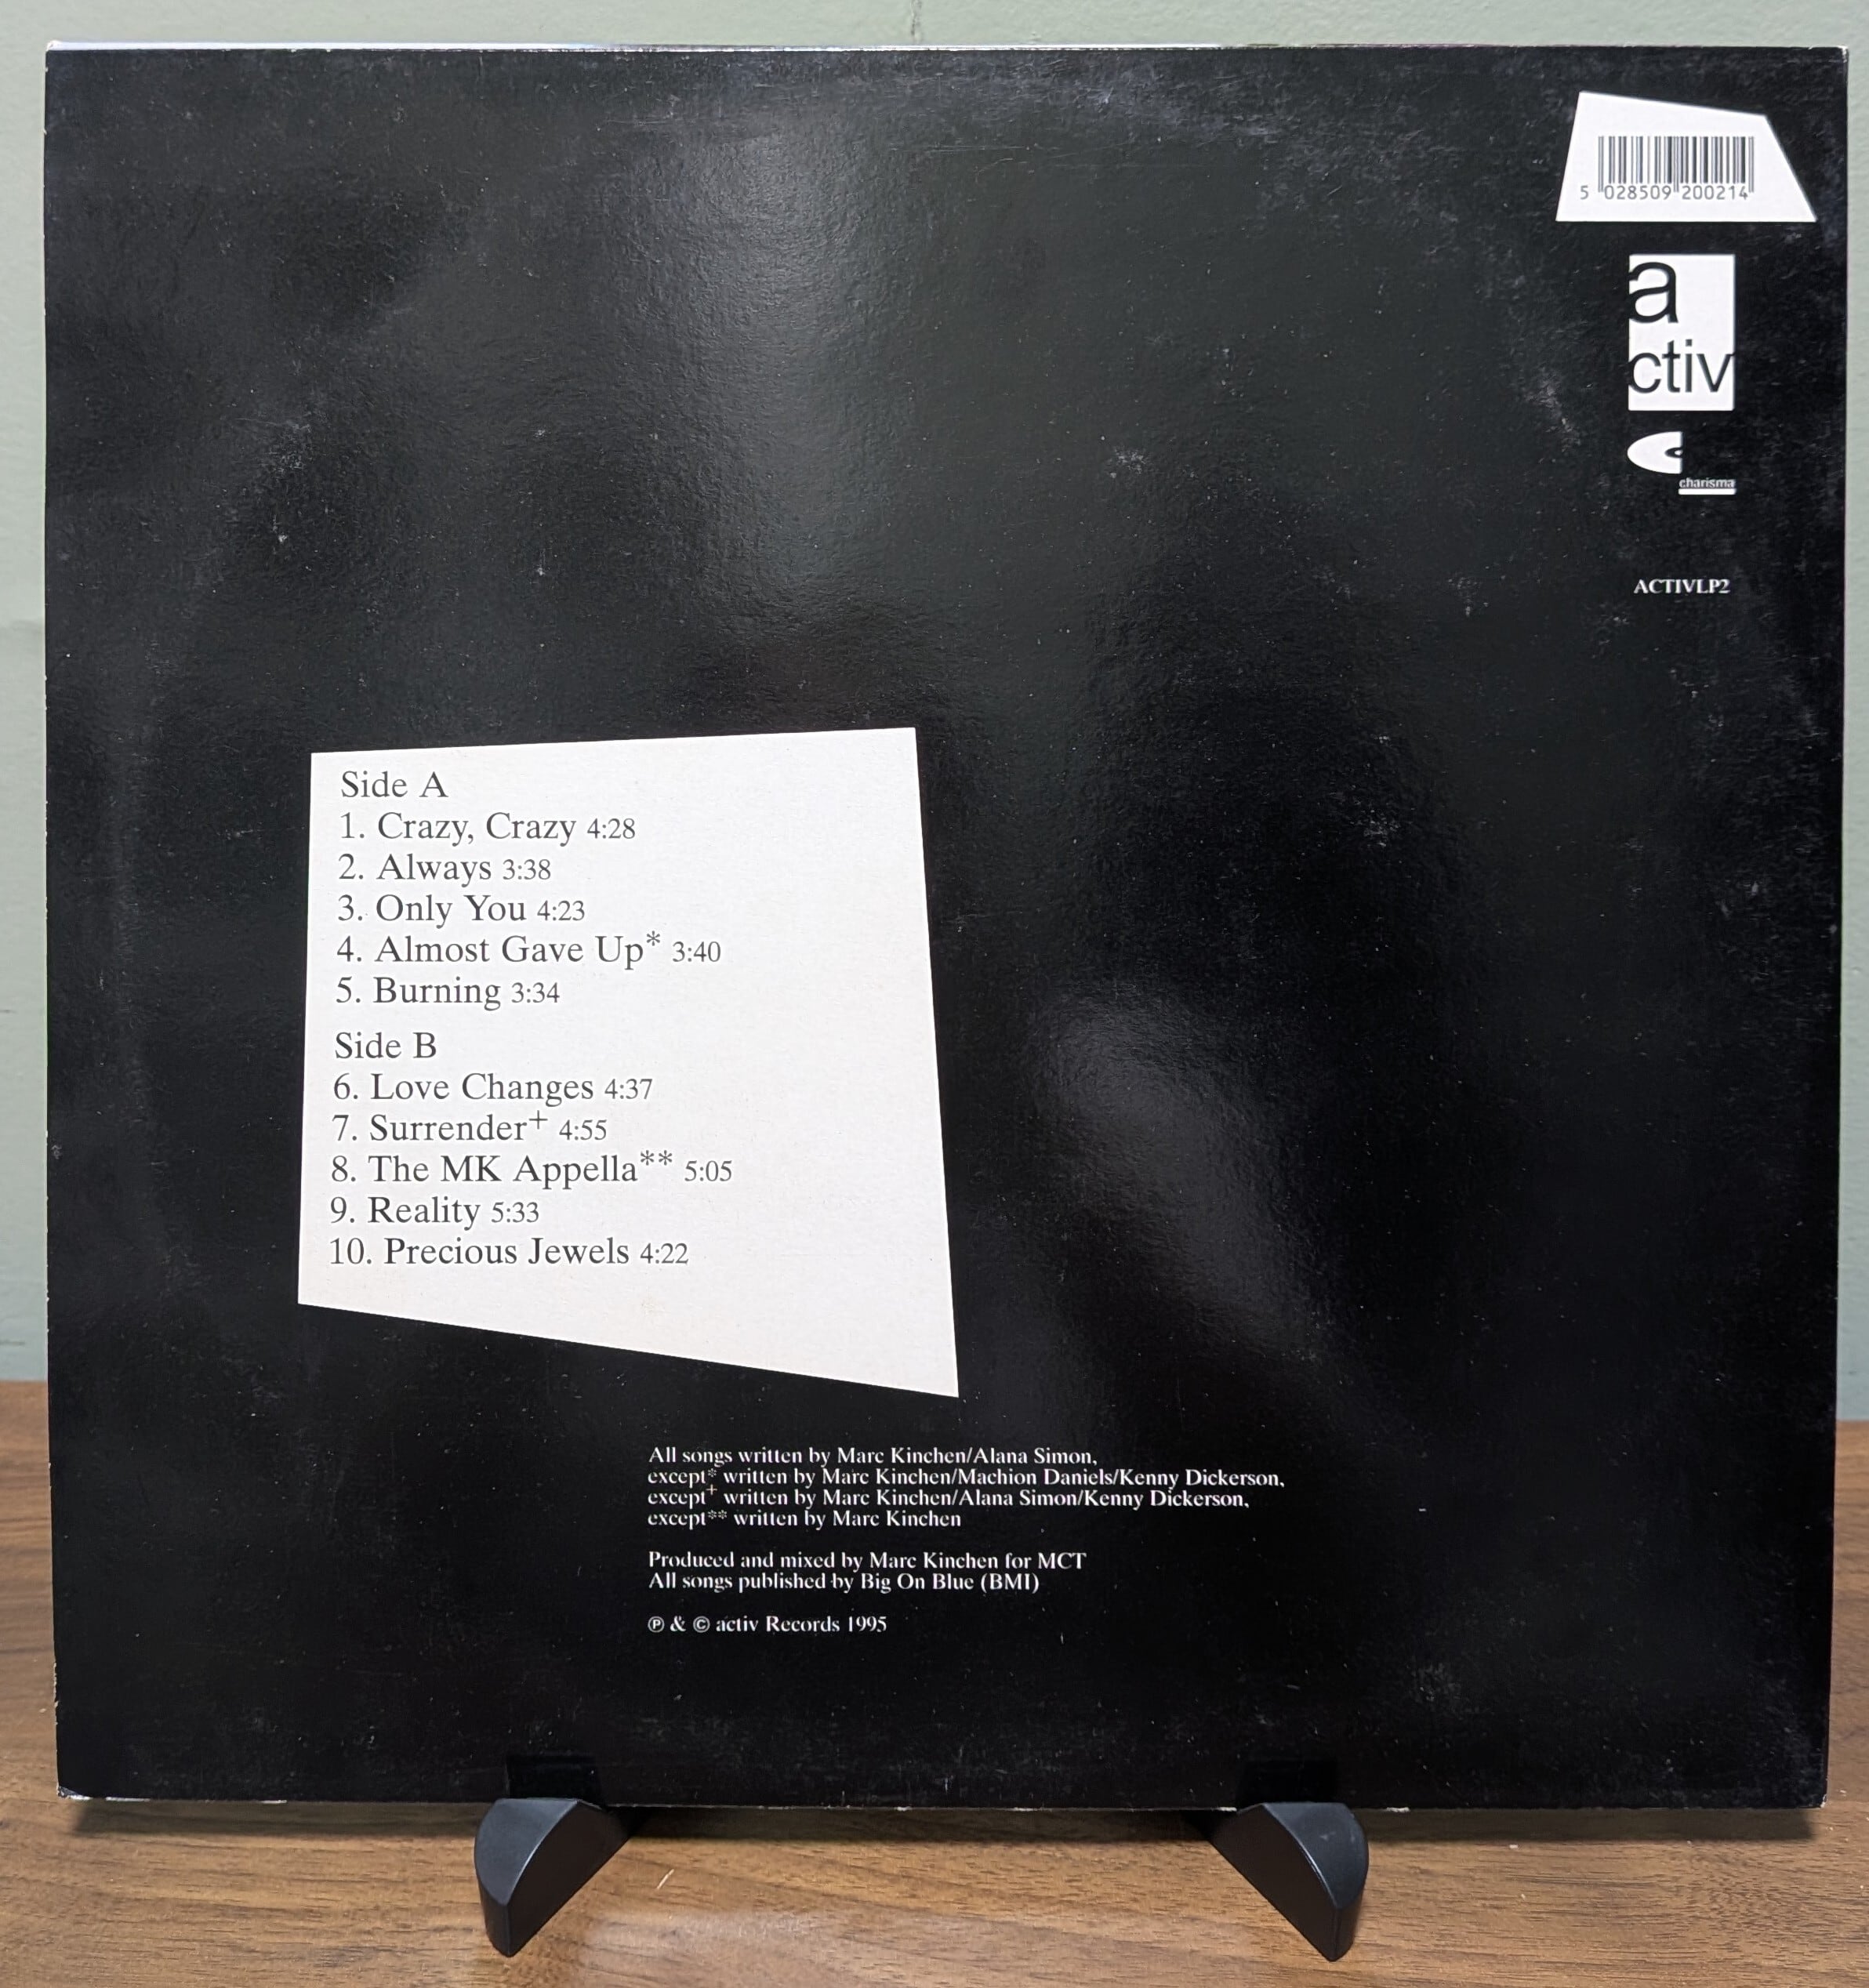 5 028509 200214
a
ctiv
charisma
ACTIVLP2
Side A
1. Crazy, Crazy 4:28
2. Always 3:38
3. Only You 4:23
4. Almost Gave Up* 3:40
5. Burning 3:34
Side B
6. Love Changes 4:37
7. Surrender+ 4:55
8. The MK Appella** 5:05
9. Reality 5:33
10. Precious Jewels 4:22
All songs written by Marc Kinchen/Alana Simon,
except* written by Marc Kinchen/Machion Daniels/Kenny Dickerson,
except+ written by Marc Kinchen/Alana Simon/Kenny Dickerson,
except** written by Marc Kinchen
Produced and mixed by Marc Kinchen for MCT
All songs published by Big On Blue (BMI)
℗ & © activ Records 1995